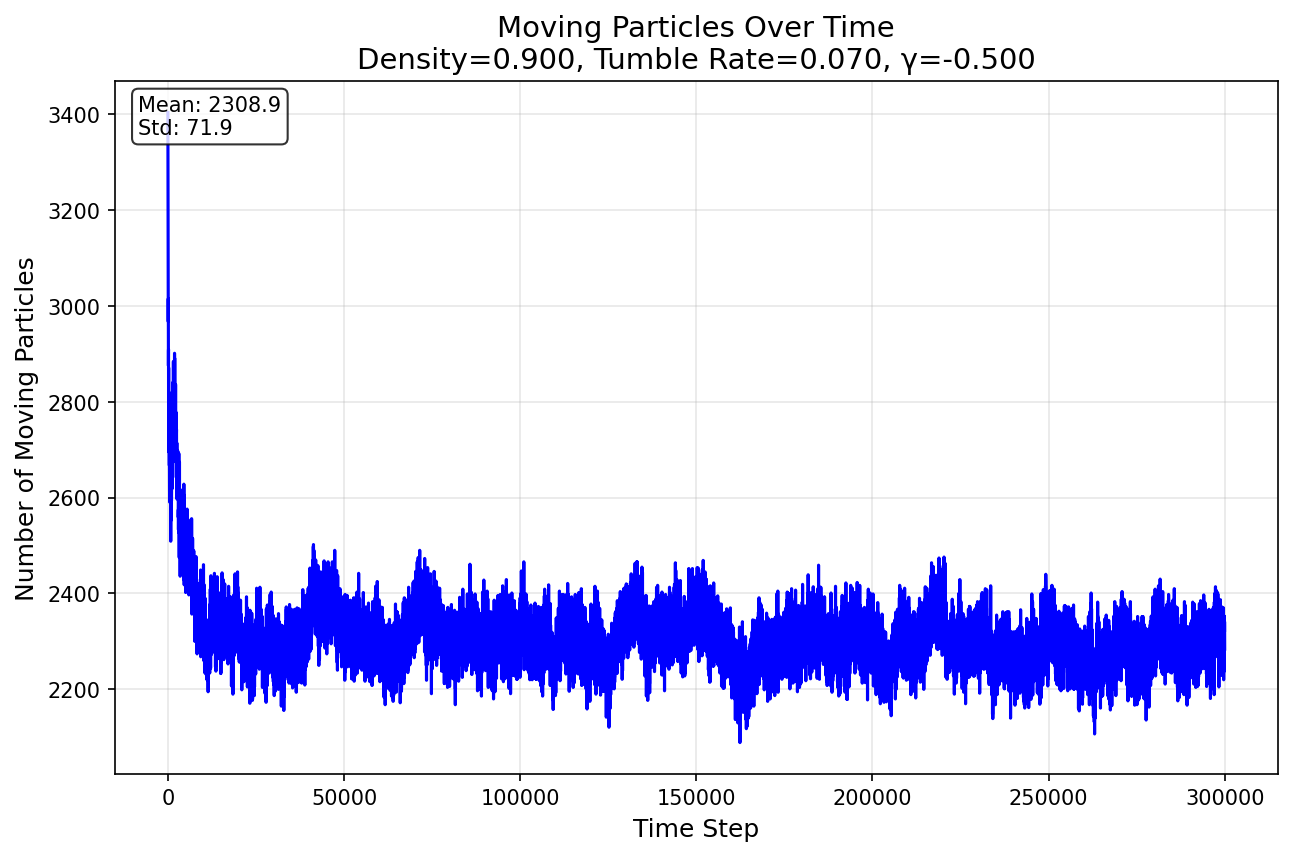 Moving Particles Over Time
Density=0.900, Tumble Rate=0.070, γ=-0.500
Mean: 2308.9
Std: 71.9
Number of Moving Particles
3400
3200
3000
2800
2600
2400
2200
0 50000 100000 150000 200000 250000 300000
Time Step